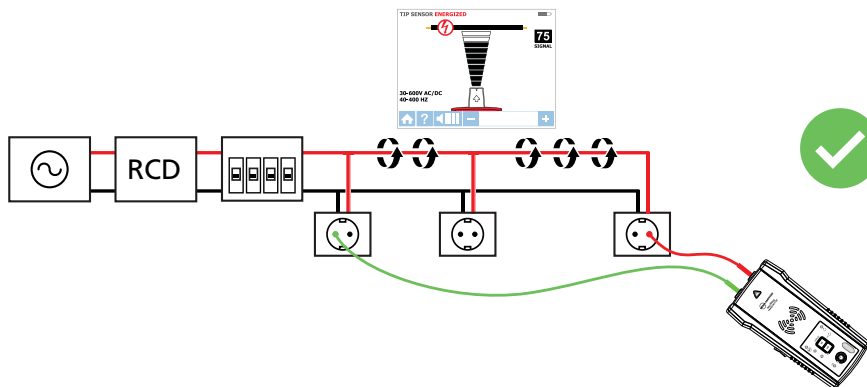 TIP SENSOR ENERGIZED
75
SIGNAL
30-600V AC/DC
40-400 HZ
?
RCD